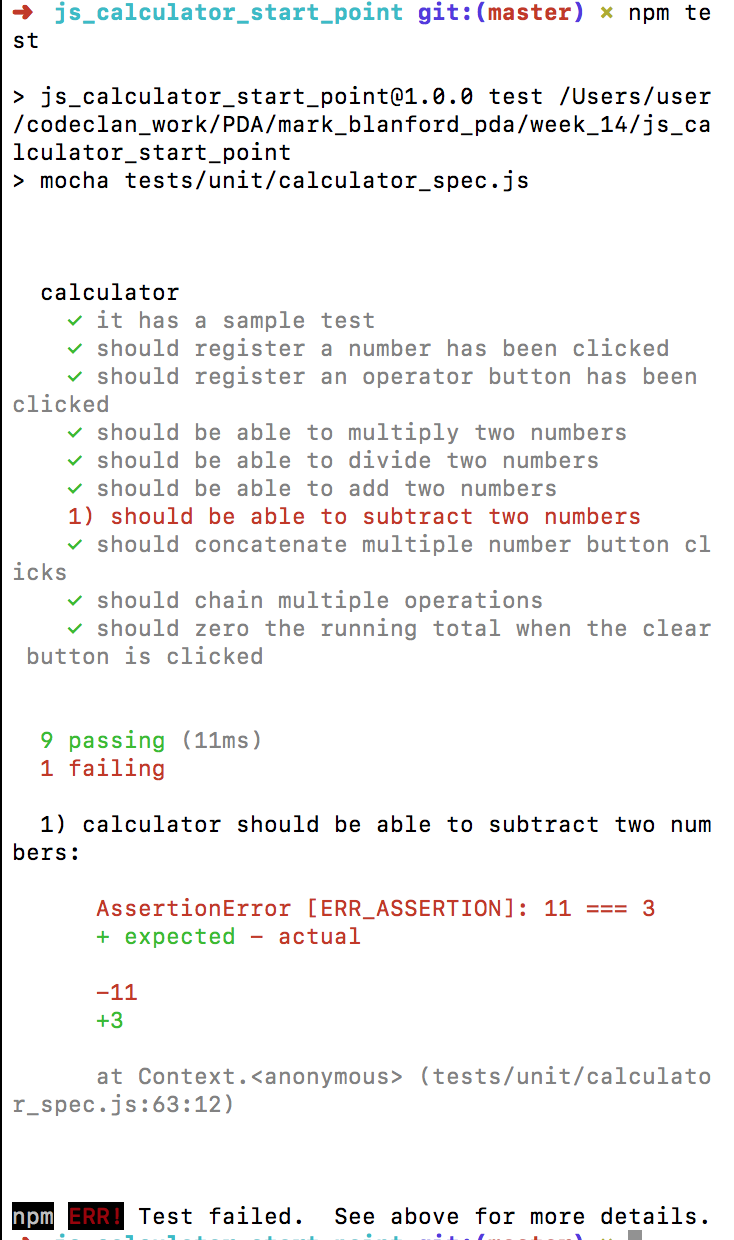 ➜ js_calculator_start_point git:(master) ✗ npm te
st
> js_calculator_start_point@1.0.0 test /Users/user
/codeclan_work/PDA/mark_blanford_pda/week_14/js_ca
lculator_start_point
> mocha tests/unit/calculator_spec.js
calculator
✓ it has a sample test
✓ should register a number has been clicked
✓ should register an operator button has been
clicked
✓ should be able to multiply two numbers
✓ should be able to divide two numbers
✓ should be able to add two numbers
1) should be able to subtract two numbers
✓ should concatenate multiple number button cl
icks
✓ should chain multiple operations
✓ should zero the running total when the clear
button is clicked
9 passing (11ms)
1 failing
1) calculator should be able to subtract two num
bers:
AssertionError [ERR_ASSERTION]: 11 === 3
+ expected - actual
-11
+3
at Context.<anonymous> (tests/unit/calculato
r_spec.js:63:12)
npm ERR! Test failed.  See above for more details.
➜ js_calculator_start_point git:(master) ✗